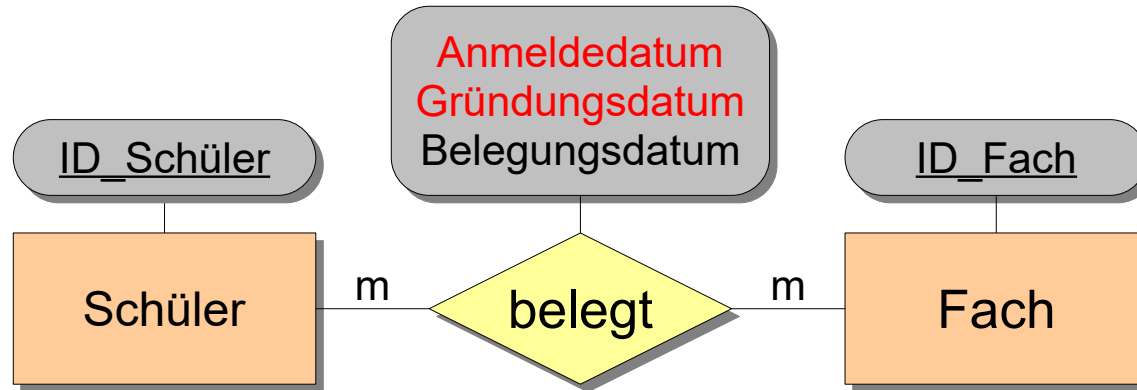 Anmeldedatum
Gründungsdatum
Belegungsdatum
ID_Schüler
ID_Fach
Schüler
m
belegt
m
Fach